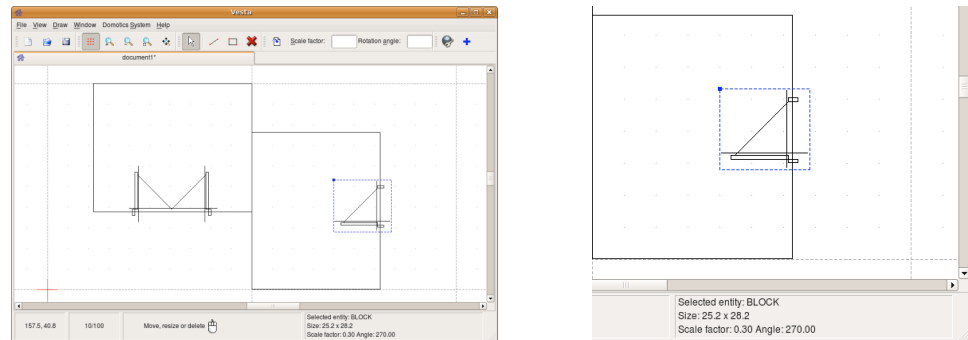 Vesta
File View Draw Window Domotics System Help
Scale factor: Rotation angle:
document1*
157.5, 40.8 10/100 Move, resize or delete
Selected entity: BLOCK
Size: 25.2 x 28.2
Scale factor: 0.30 Angle: 270.00
Selected entity: BLOCK
Size: 25.2 x 28.2
Scale factor: 0.30 Angle: 270.00